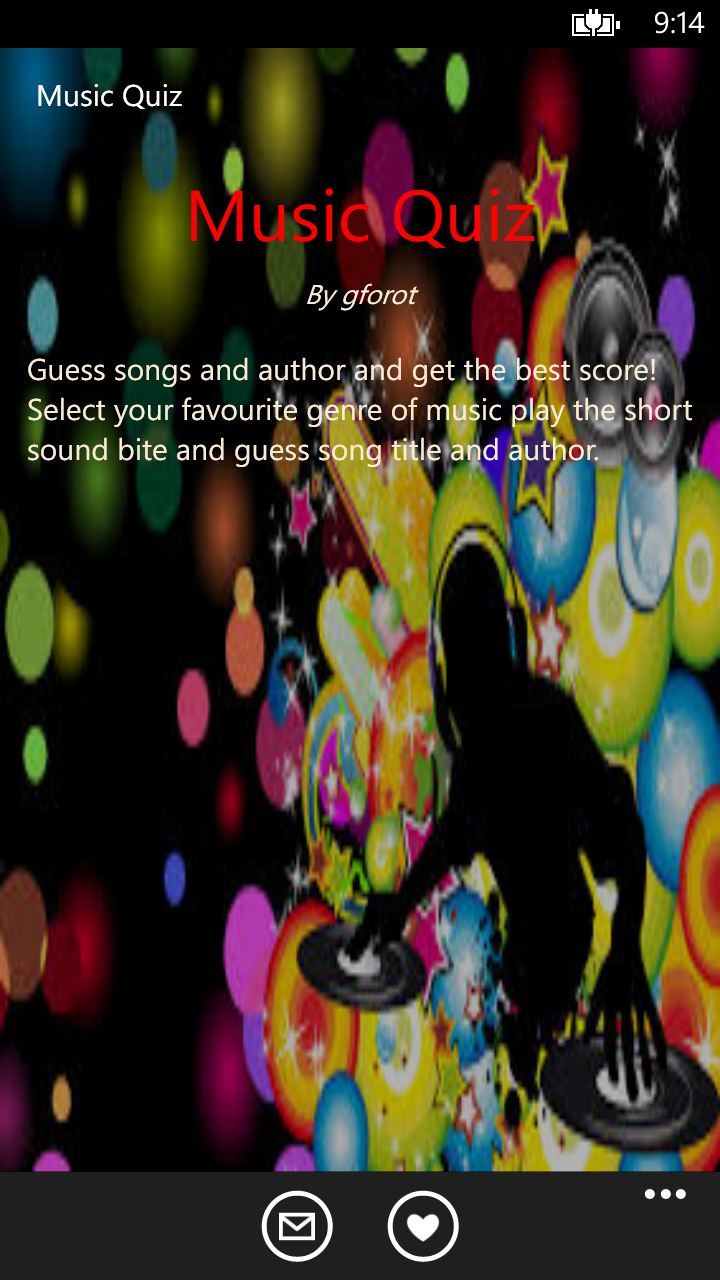 9:14
Music Quiz
Music Quiz
By gforot
Guess songs and author and get the best score!
Select your favourite genre of music play the short
sound bite and guess song title and author.